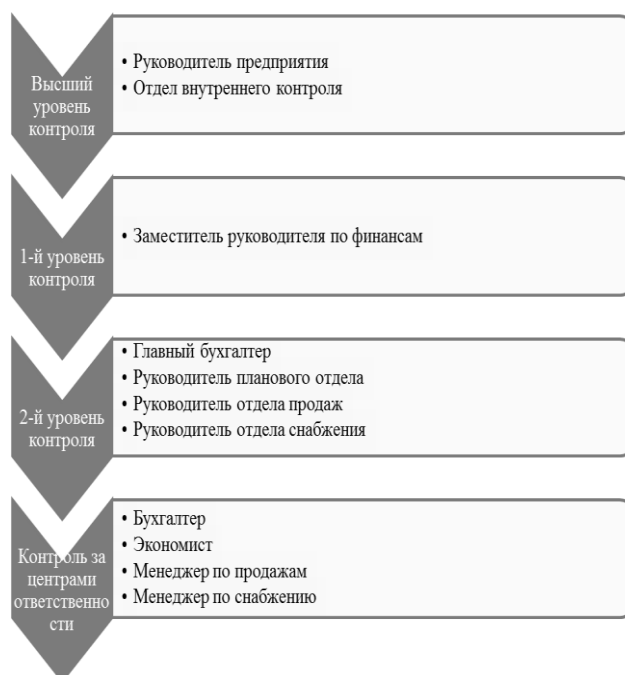 Высший
уровень
контроля
• Руководитель предприятия
• Отдел внутреннего контроля
1-й уровень
контроля
• Заместитель руководителя по финансам
2-й уровень
контроля
• Главный бухгалтер
• Руководитель планового отдела
• Руководитель отдела продаж
• Руководитель отдела снабжения
Контроль за
центрами
ответственно
сти
• Бухгалтер
• Экономист
• Менеджер по продажам
• Менеджер по снабжению